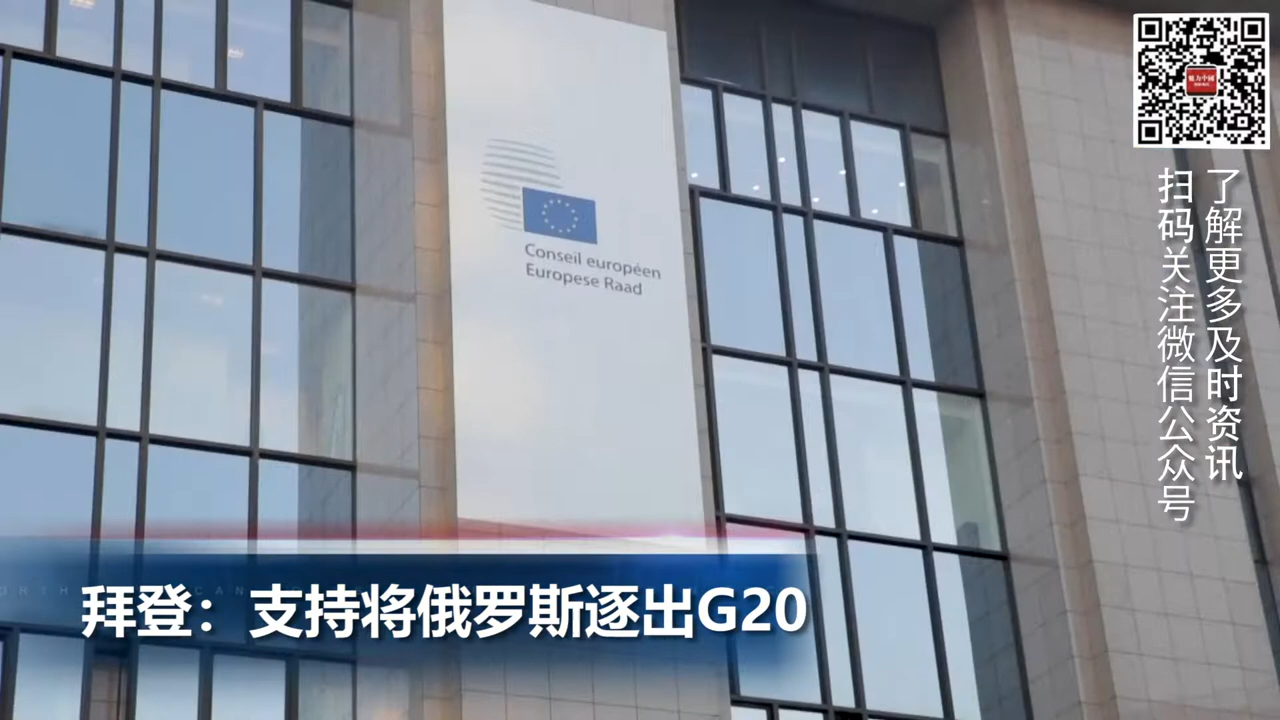 Conseil européen
Europese Raad
了解更多及时资讯
扫码关注微信公众号
拜登：支持将俄罗斯逐出G20